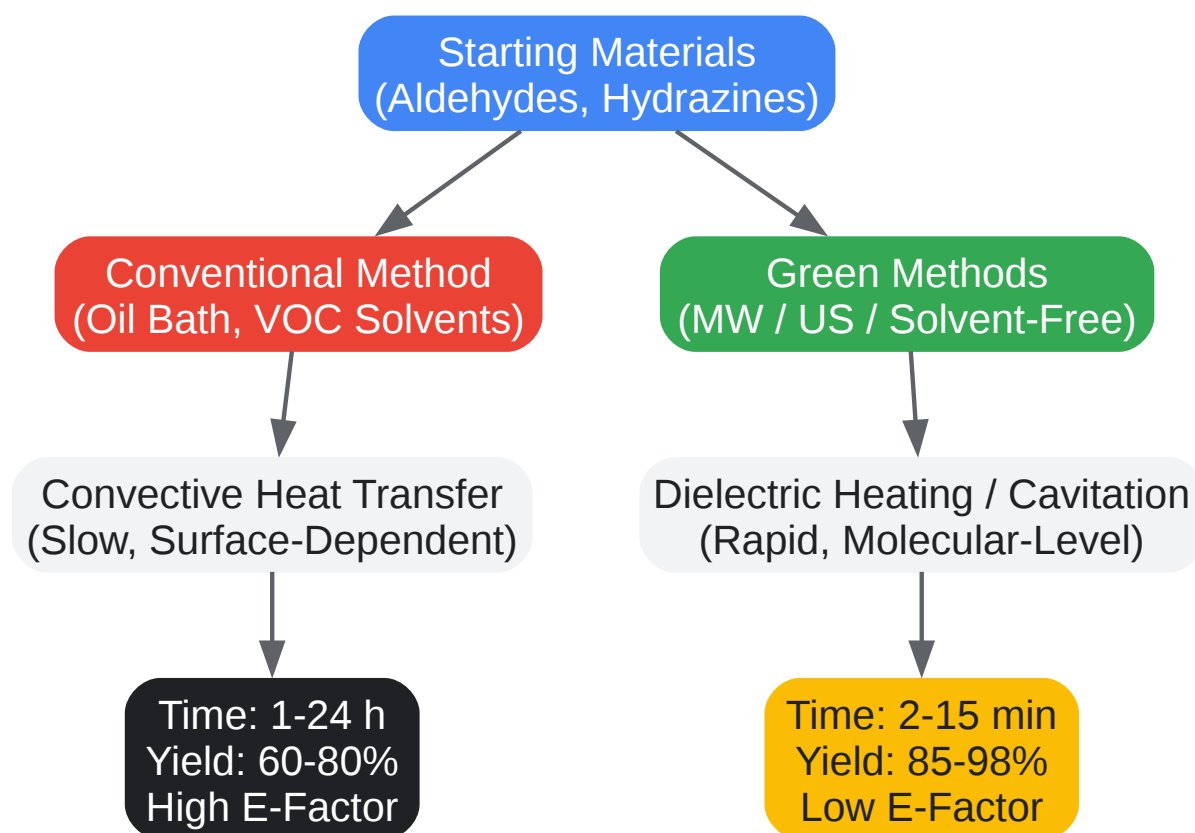 Starting Materials
(Aldehydes, Hydrazines)
Conventional Method
(Oil Bath, VOC Solvents)
Green Methods
(MW / US / Solvent-Free)
Convective Heat Transfer
(Slow, Surface-Dependent)
Dielectric Heating / Cavitation
(Rapid, Molecular-Level)
Time: 1-24 h
Yield: 60-80%
High E-Factor
Time: 2-15 min
Yield: 85-98%
Low E-Factor